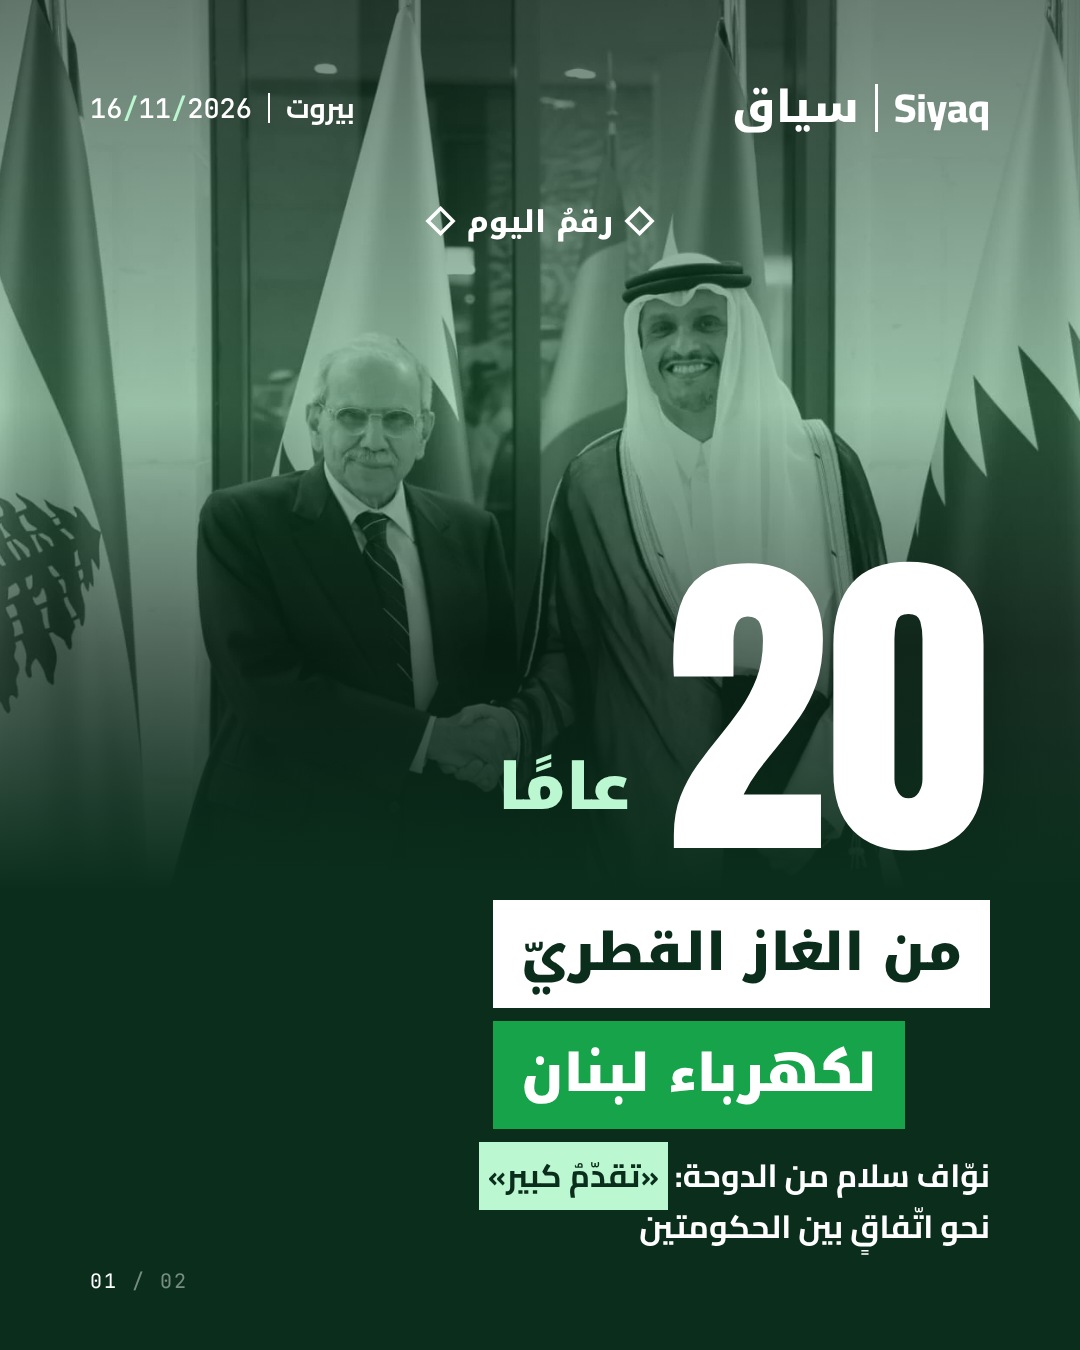 سياق | Siyaq
بيروت | 16/11/2026
رقمُ اليوم
20 عامًا
من الغاز القطريّ
لكهرباء لبنان
نوّاف سلام من الدوحة: «تقدّمٌ كبير»
نحو اتّفاقٍ بين الحكومتين
01 / 02